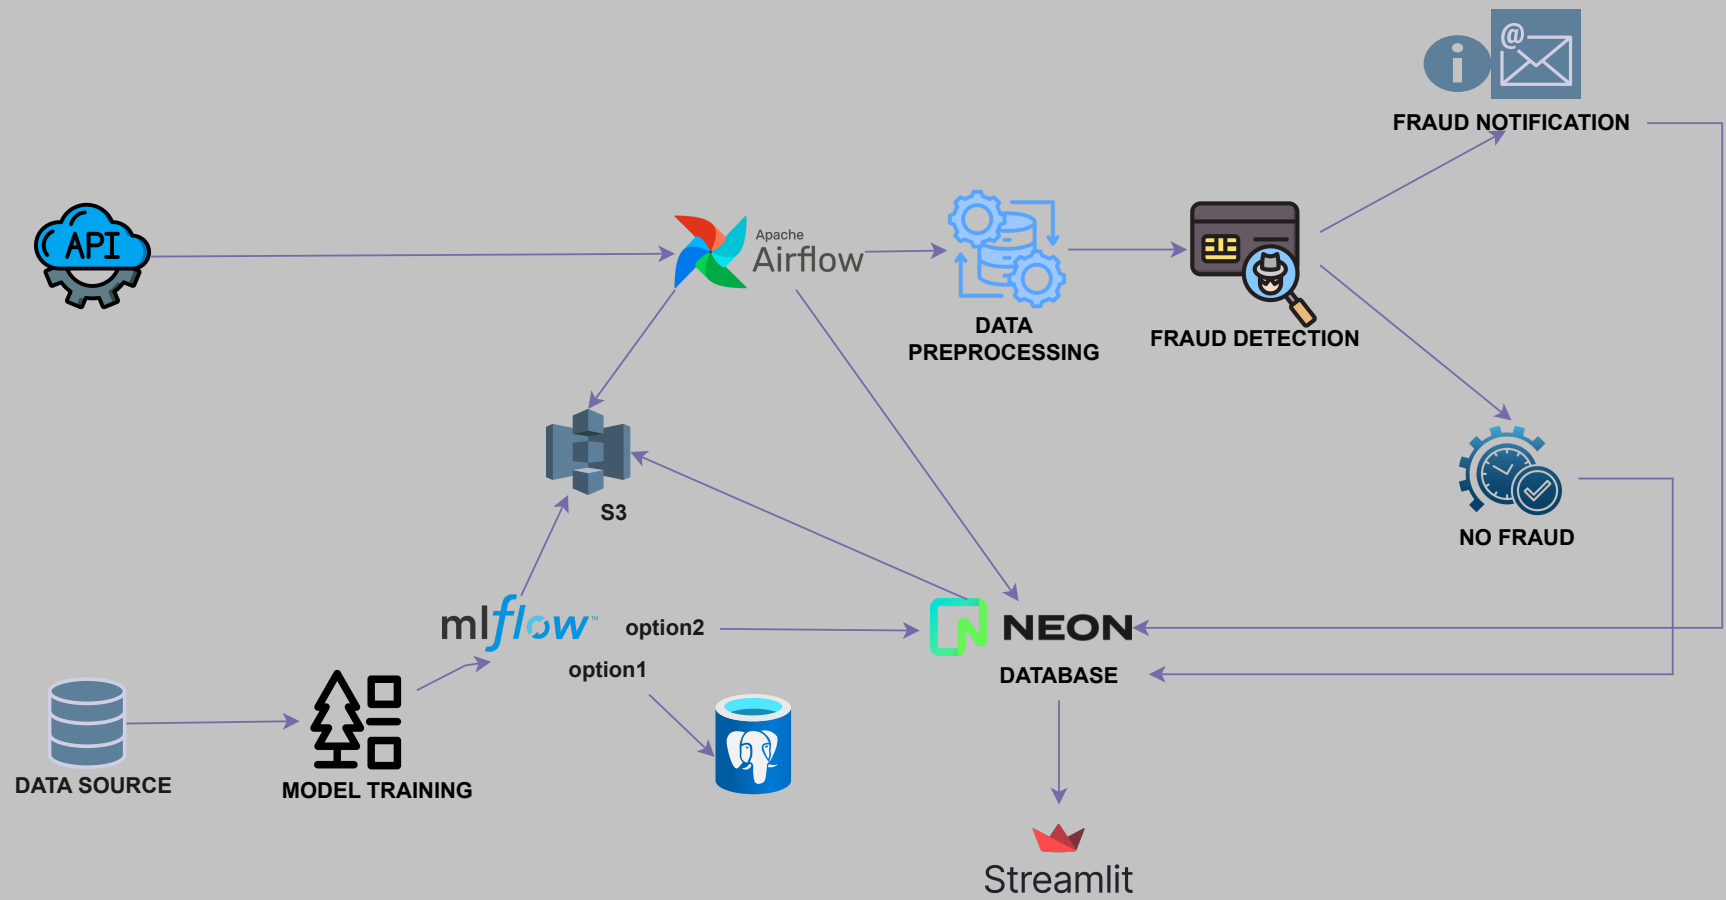 @
i
FRAUD NOTIFICATION
API
Apache
Airflow
DATA
PREPROCESSING
FRAUD DETECTION
S3
NO FRAUD
mlflow™
option2
option1
NEON
DATABASE
DATA SOURCE
MODEL TRAINING
Streamlit